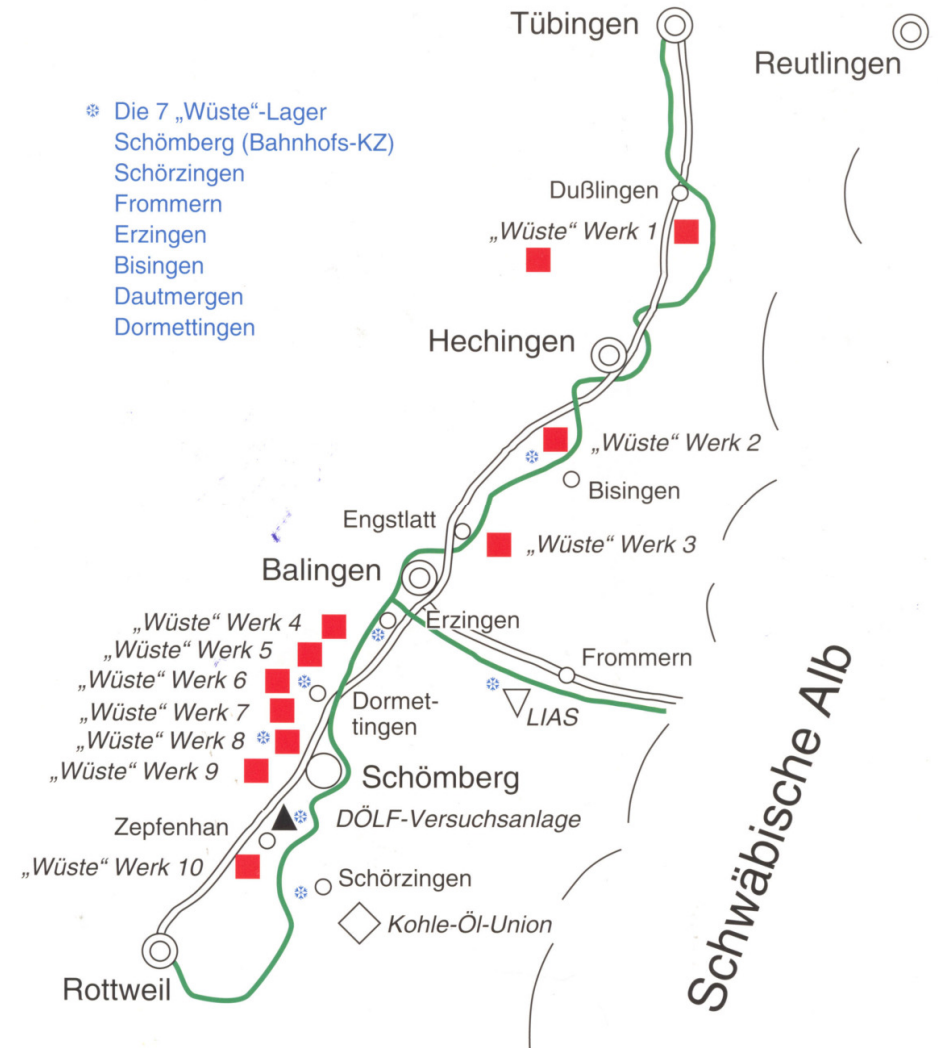 Tübingen
Reutlingen
Die 7 „Wüste“-Lager
Schömberg (Bahnhofs-KZ)
Schörzingen
Frommern
Erzingen
Bisingen
Dautmergen
Dormettingen
Dußlingen
„Wüste“ Werk 1
Hechingen
„Wüste“ Werk 2
Bisingen
Engstlatt
„Wüste“ Werk 3
Balingen
„Wüste“ Werk 4
Erzingen
„Wüste“ Werk 5
Frommern
„Wüste“ Werk 6
Dormet-
tingen
„Wüste“ Werk 7
LIAS
„Wüste“ Werk 8
„Wüste“ Werk 9
Schömberg
Schwäbische Alb
DÖLF-Versuchsanlage
Zepfenhan
„Wüste“ Werk 10
Schörzingen
Kohle-Öl-Union
Rottweil